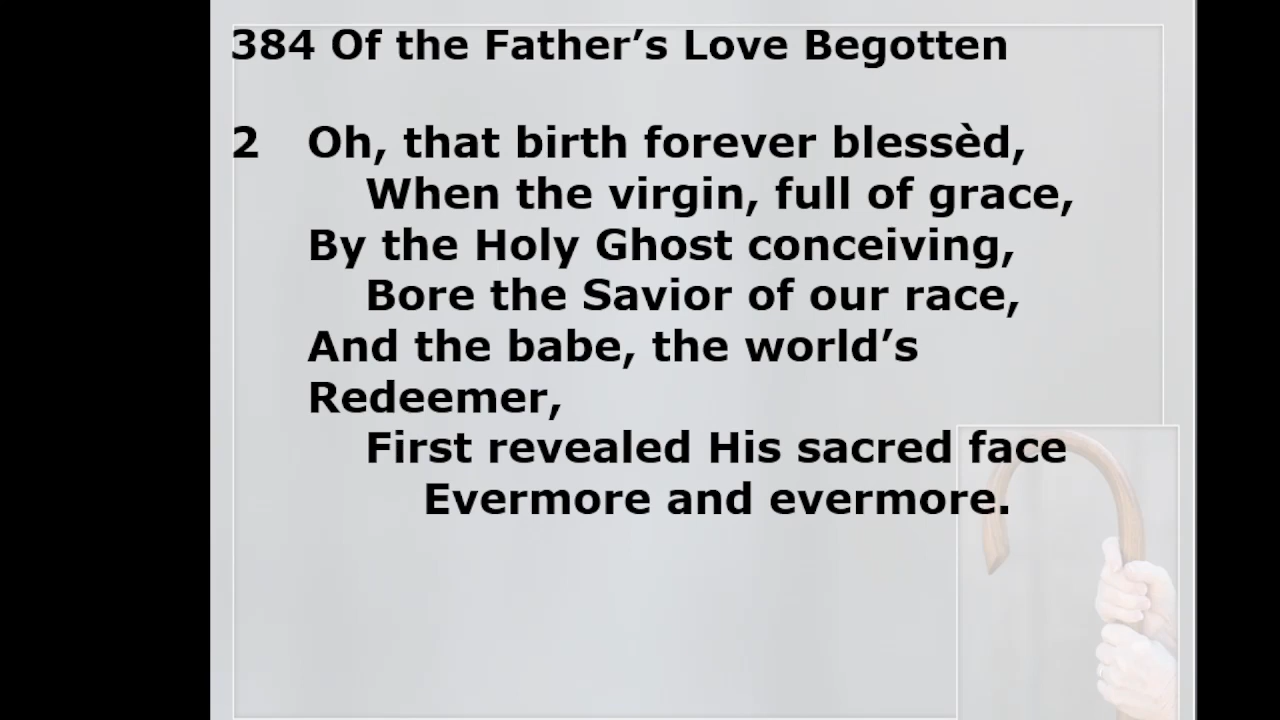 384 Of the Father’s Love Begotten
2 Oh, that birth forever blessèd,
When the virgin, full of grace,
By the Holy Ghost conceiving,
Bore the Savior of our race,
And the babe, the world’s
Redeemer,
First revealed His sacred face
Evermore and evermore.